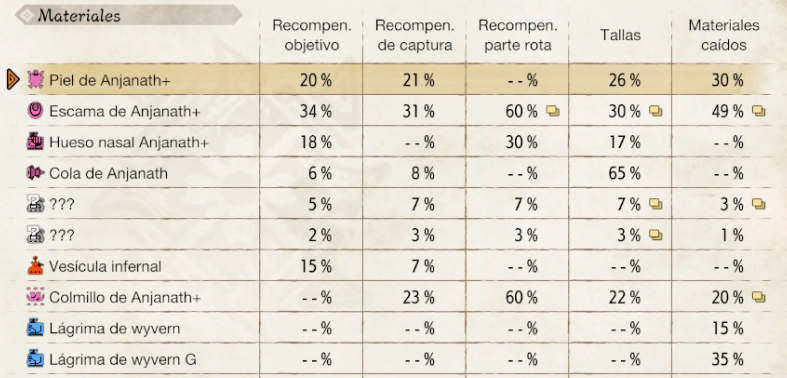 Materiales
Recompen. objetivo Recompen. de captura Recompen. parte rota Tallas Materiales caídos
Piel de Anjanath+ 20 % 21 % - - % 26 % 30 %
Escama de Anjanath+ 34 % 31 % 60 % 30 % 49 %
Hueso nasal Anjanath+ 18 % - - % 30 % 17 % - - %
Cola de Anjanath 6 % 8 % - - % 65 % - - %
??? 5 % 7 % 7 % 7 % 3 %
??? 2 % 3 % 3 % 3 % 1 %
Vesícula infernal 15 % 7 % - - % - - % - - %
Colmillo de Anjanath+ - - % 23 % 60 % 22 % 20 %
Lágrima de wyvern - - % - - % - - % - - % 15 %
Lágrima de wyvern G - - % - - % - - % - - % 35 %